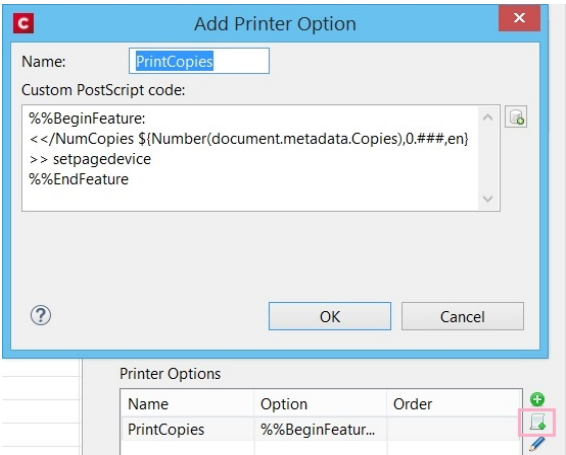 C
Add Printer Option
Name:
PrintCopies
Custom PostScript code:
%%BeginFeature:
<</NumCopies ${Number(document.metadata.Copies),0.###,en}
>> setpagedevice
%%EndFeature
?
OK
Cancel
Printer Options
Name Option Order
PrintCopies %%BeginFeatur...